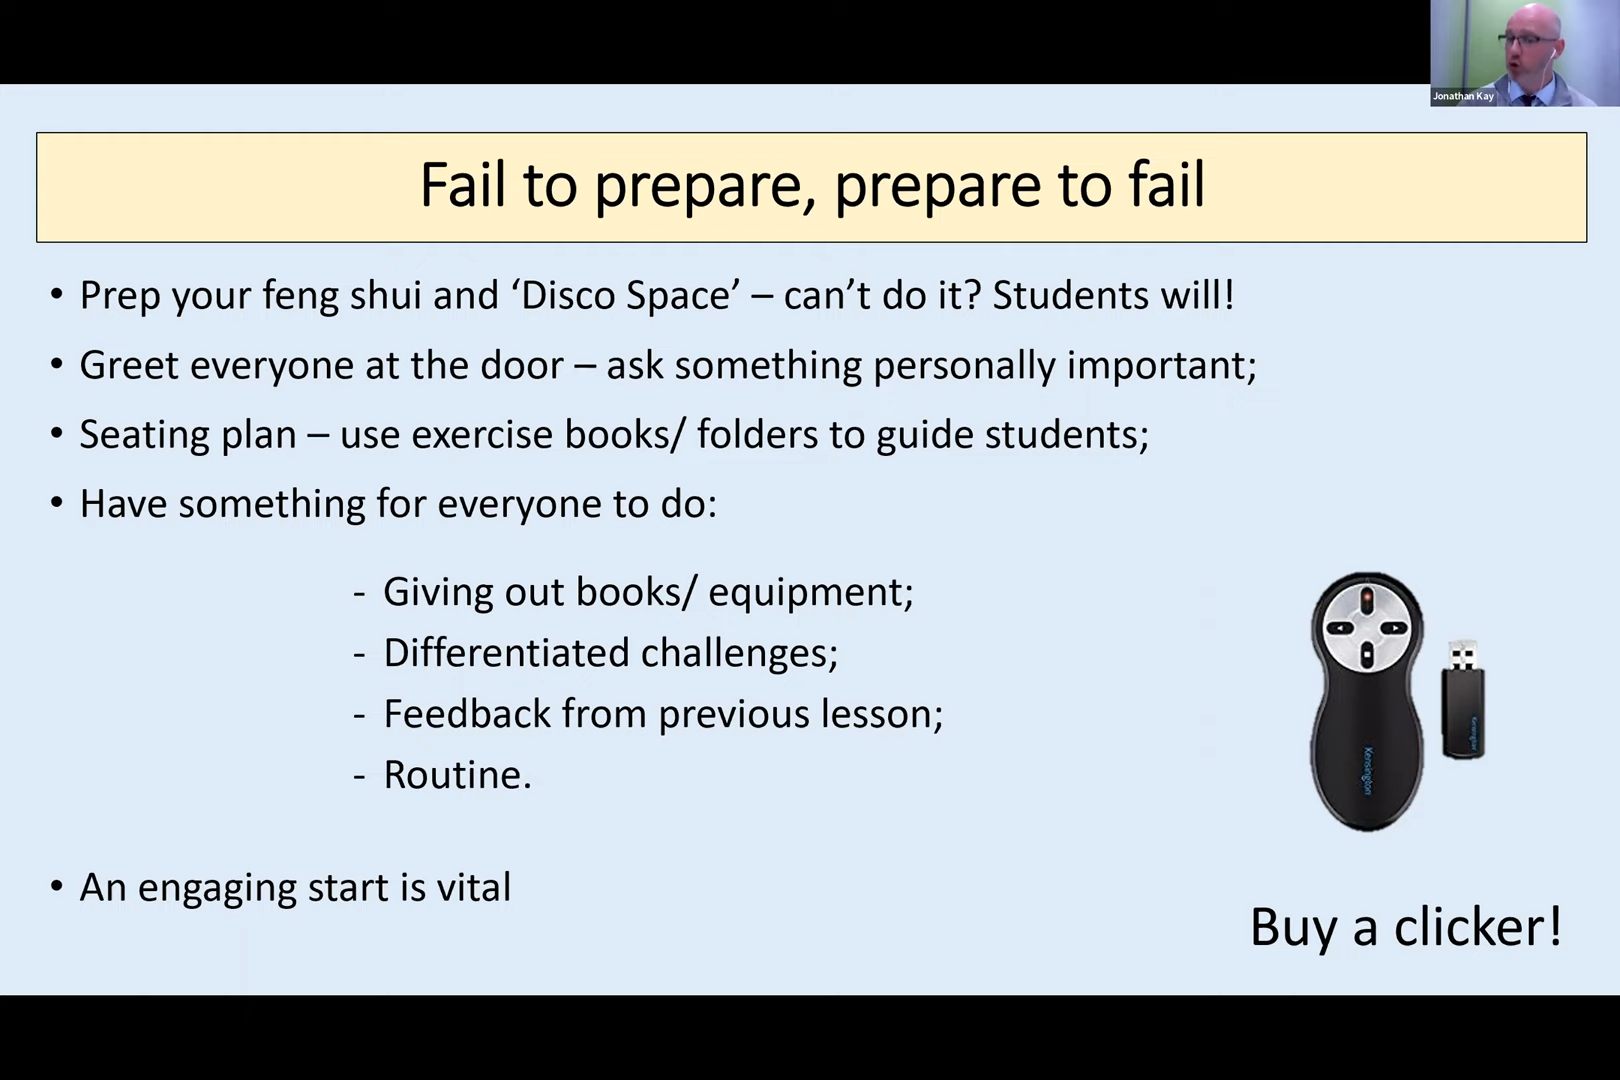 Jonathan Kay
Fail to prepare, prepare to fail
• Prep your feng shui and ‘Disco Space’ – can’t do it? Students will!
• Greet everyone at the door – ask something personally important;
• Seating plan – use exercise books/ folders to guide students;
• Have something for everyone to do:
- Giving out books/ equipment;
- Differentiated challenges;
- Feedback from previous lesson;
- Routine.
Kensington
Kensington
• An engaging start is vital
Buy a clicker!